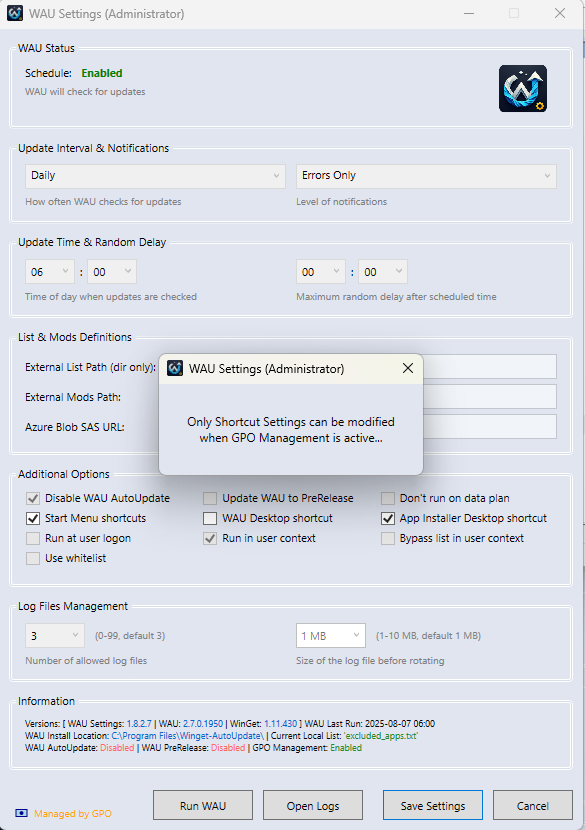 WAU Settings (Administrator)
WAU Status
Schedule: Enabled
WAU will check for updates
Update Interval & Notifications
Daily
Errors Only
How often WAU checks for updates
Level of notifications
Update Time & Random Delay
06 : 00
00 : 00
Time of day when updates are checked
Maximum random delay after scheduled time
List & Mods Definitions
External List Path (dir only):
External Mods Path:
Azure Blob SAS URL:
WAU Settings (Administrator)
Only Shortcut Settings can be modified
when GPO Management is active...
Additional Options
Disable WAU AutoUpdate
Update WAU to PreRelease
Don't run on data plan
Start Menu shortcuts
WAU Desktop shortcut
App Installer Desktop shortcut
Run at user logon
Run in user context
Bypass list in user context
Use whitelist
Log Files Management
3 (0-99, default 3)
1 MB (1-10 MB, default 1 MB)
Number of allowed log files
Size of the log file before rotating
Information
Versions: [ WAU Settings: 1.8.2.7 | WAU: 2.7.0.1950 | WinGet: 1.11.430 ] WAU Last Run: 2025-08-07 06:00
WAU Install Location: C:\Program Files\Winget-AutoUpdate\ | Current Local List: 'excluded_apps.txt'
WAU AutoUpdate: Disabled | WAU PreRelease: Disabled | GPO Management: Enabled
Managed by GPO
Run WAU
Open Logs
Save Settings
Cancel